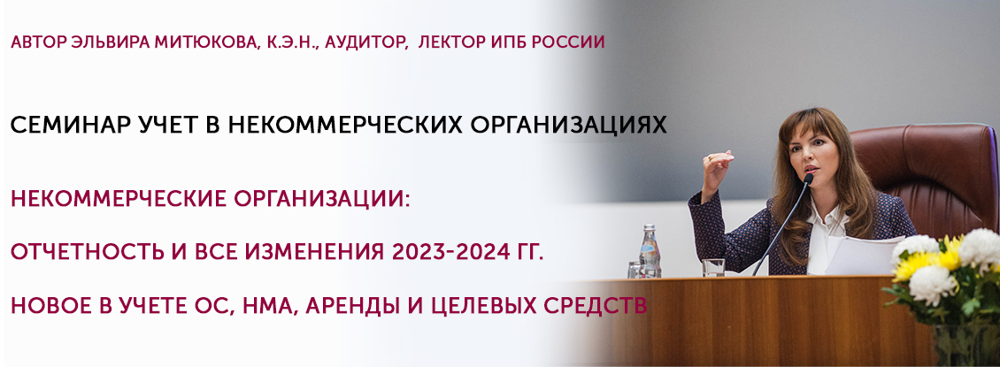 АВТОР ЭЛЬВИРА МИТЮКОВА, К.Э.Н., АУДИТОР, ЛЕКТОР ИПБ РОССИИ
СЕМИНАР УЧЕТ В НЕКОММЕРЧЕСКИХ ОРГАНИЗАЦИЯХ
НЕКОММЕРЧЕСКИЕ ОРГАНИЗАЦИИ:
ОТЧЕТНОСТЬ И ВСЕ ИЗМЕНЕНИЯ 2023-2024 ГГ.
НОВОЕ В УЧЕТЕ ОС, НМА, АРЕНДЫ И ЦЕЛЕВЫХ СРЕДСТВ